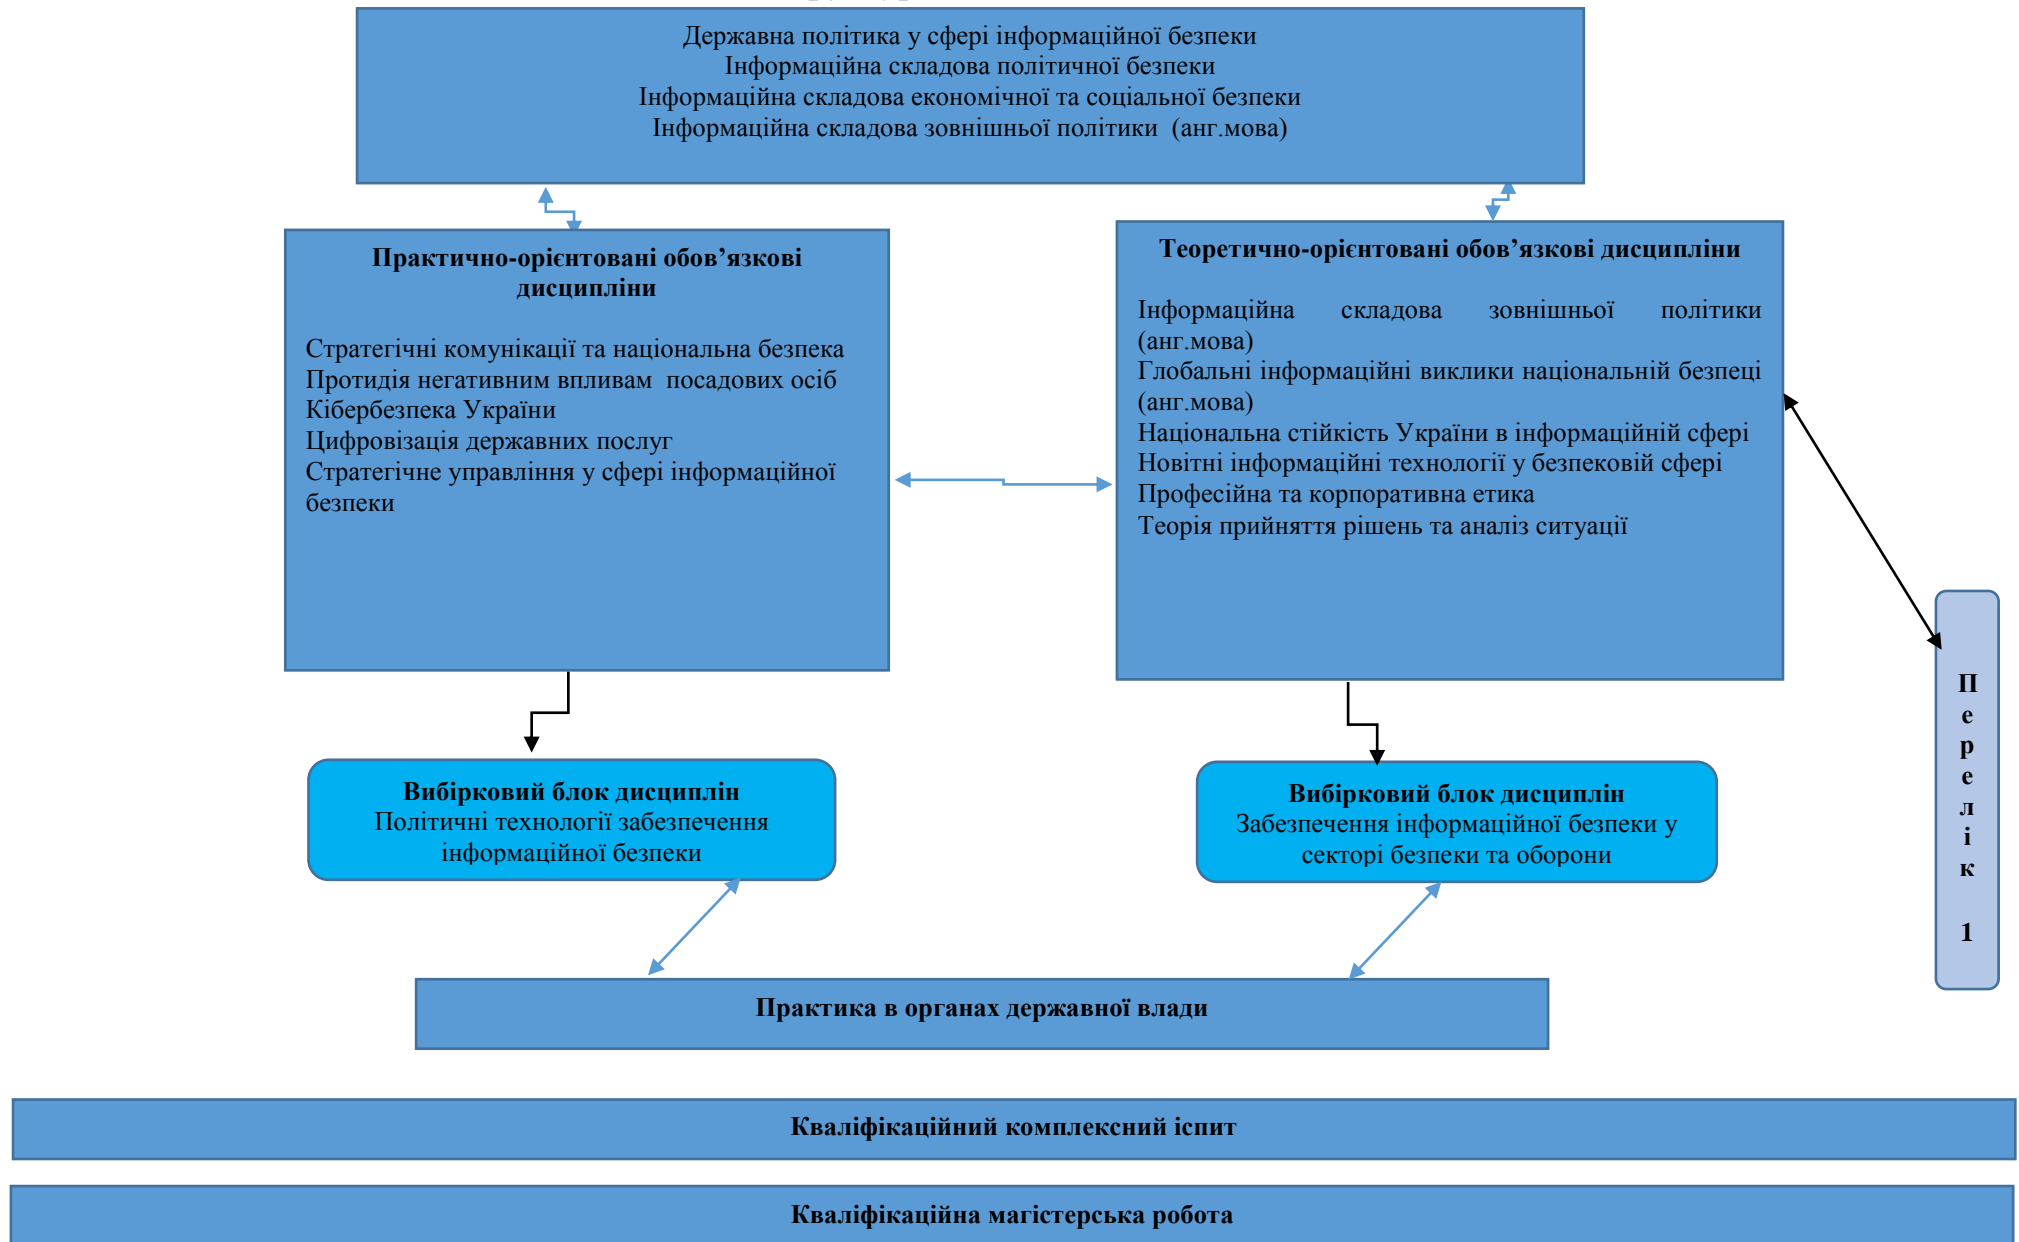 Державна політика у сфері інформаційної безпеки
Інформаційна складова політичної безпеки
Інформаційна складова економічної та соціальної безпеки
Інформаційна складова зовнішньої політики (анг.мова)
Практично-орієнтовані обов’язкові
дисципліни
Стратегічні комунікації та національна безпека
Протидія негативним впливам посадових осіб
Кібербезпека України
Цифровізація державних послуг
Стратегічне управління у сфері інформаційної
безпеки
Теоретично-орієнтовані обов’язкові дисципліни
Інформаційна складова зовнішньої політики
(анг.мова)
Глобальні інформаційні виклики національній безпеці
(анг.мова)
Національна стійкість України в інформаційній сфері
Новітні інформаційні технології у безпековій сфері
Професійна та корпоративна етика
Теорія прийняття рішень та аналіз ситуації
П
е
р
е
л
і
к
1
Вибірковий блок дисциплін
Політичні технології забезпечення
інформаційної безпеки
Вибірковий блок дисциплін
Забезпечення інформаційної безпеки у
секторі безпеки та оборони
Практика в органах державної влади
Кваліфікаційний комплексний іспит
Кваліфікаційна магістерська робота